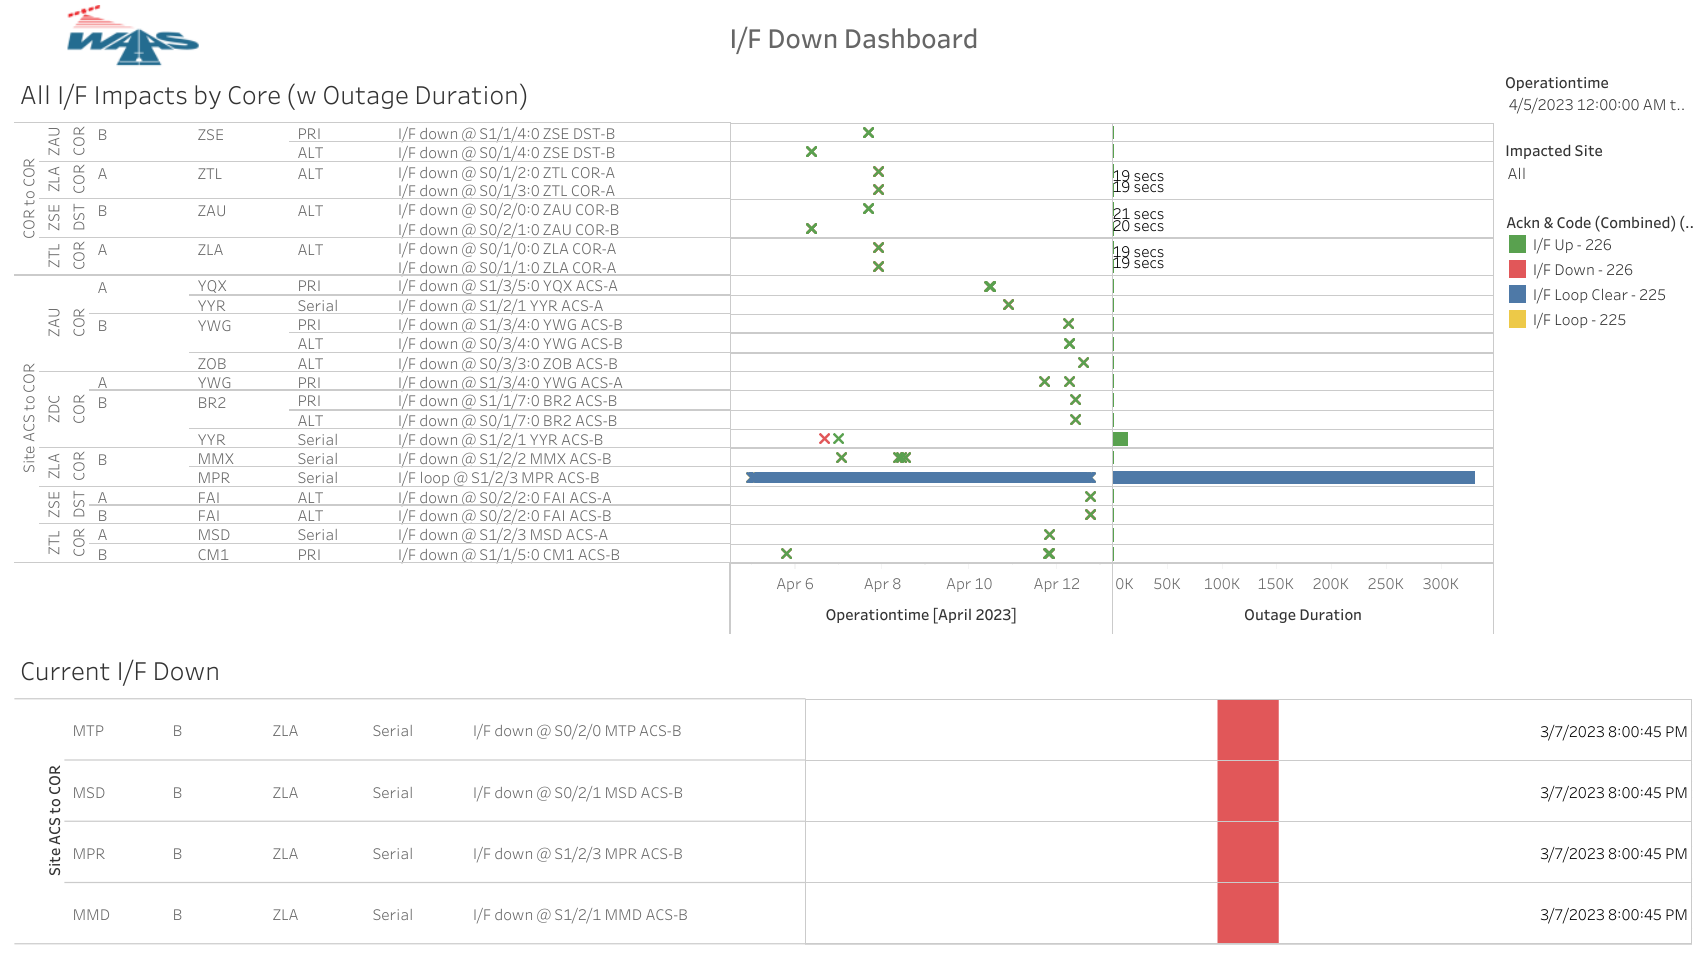 WAAS
I/F Down Dashboard
All I/F Impacts by Core (w Outage Duration)
Operationtime
4/5/2023 12:00:00 AM t..
Impacted Site
All
Ackn & Code (Combined) (..
I/F Up - 226
I/F Down - 226
I/F Loop Clear - 225
I/F Loop - 225
COR to COR
ZAU COR B ZSE PRI I/F down @ S1/1/4:0 ZSE DST-B
ALT I/F down @ S0/1/4:0 ZSE DST-B
ZLA COR A ZTL ALT I/F down @ S0/1/2:0 ZTL COR-A 19 secs
I/F down @ S0/1/3:0 ZTL COR-A 19 secs
ZSE DST B ZAU ALT I/F down @ S0/2/0:0 ZAU COR-B 21 secs
I/F down @ S0/2/1:0 ZAU COR-B 20 secs
ZTL COR A ZLA ALT I/F down @ S0/1/0:0 ZLA COR-A 19 secs
I/F down @ S0/1/1:0 ZLA COR-A 19 secs
Site ACS to COR
ZAU COR A YQX PRI I/F down @ S1/3/5:0 YQX ACS-A
YYR Serial I/F down @ S1/2/1 YYR ACS-A
B YWG PRI I/F down @ S1/3/4:0 YWG ACS-B
ALT I/F down @ S0/3/4:0 YWG ACS-B
ZOB ALT I/F down @ S0/3/3:0 ZOB ACS-B
ZDC COR A YWG PRI I/F down @ S1/3/4:0 YWG ACS-A
B BR2 PRI I/F down @ S1/1/7:0 BR2 ACS-B
ALT I/F down @ S0/1/7:0 BR2 ACS-B
YYR Serial I/F down @ S1/2/1 YYR ACS-B
ZLA COR B MMX Serial I/F down @ S1/2/2 MMX ACS-B
MPR Serial I/F loop @ S1/2/3 MPR ACS-B
ZSE DST A FAI ALT I/F down @ S0/2/2:0 FAI ACS-A
B FAI ALT I/F down @ S0/2/2:0 FAI ACS-B
ZTL COR A MSD Serial I/F down @ S1/2/3 MSD ACS-A
B CM1 PRI I/F down @ S1/1/5:0 CM1 ACS-B
Apr 6 Apr 8 Apr 10 Apr 12 0K 50K 100K 150K 200K 250K 300K
Operationtime [April 2023] Outage Duration
Current I/F Down
Site ACS to COR
MTP B ZLA Serial I/F down @ S0/2/0 MTP ACS-B 3/7/2023 8:00:45 PM
MSD B ZLA Serial I/F down @ S0/2/1 MSD ACS-B 3/7/2023 8:00:45 PM
MPR B ZLA Serial I/F down @ S1/2/3 MPR ACS-B 3/7/2023 8:00:45 PM
MMD B ZLA Serial I/F down @ S1/2/1 MMD ACS-B 3/7/2023 8:00:45 PM